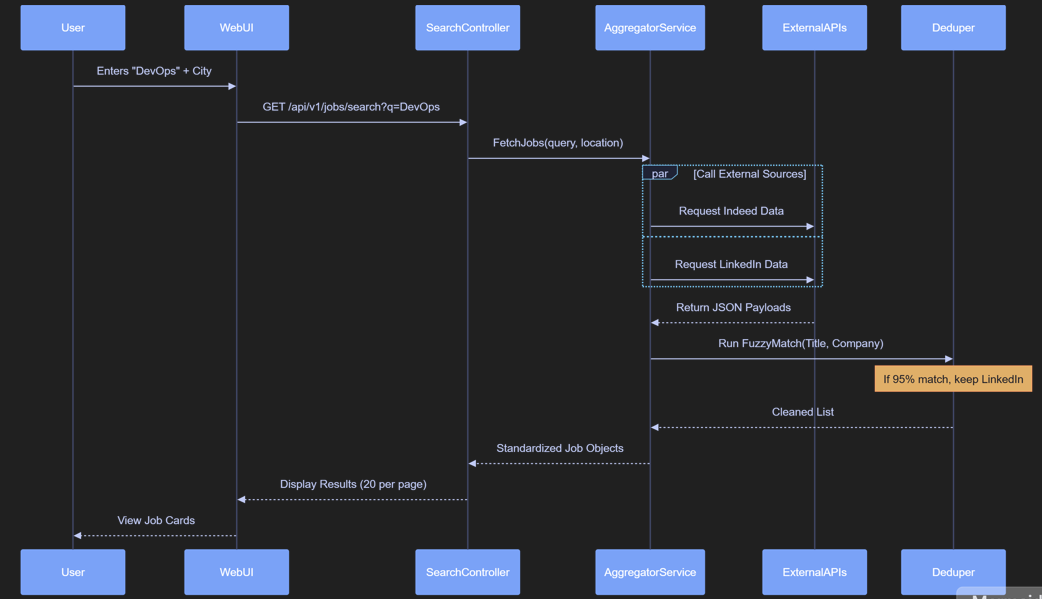 User
WebUI
SearchController
AggregatorService
ExternalAPIs
Deduper
Enters "DevOps" + City
GET /api/v1/jobs/search?q=DevOps
FetchJobs(query, location)
par
[Call External Sources]
Request Indeed Data
Request LinkedIn Data
Return JSON Payloads
Run FuzzyMatch(Title, Company)
If 95% match, keep LinkedIn
Cleaned List
Standardized Job Objects
Display Results (20 per page)
View Job Cards
User
WebUI
SearchController
AggregatorService
ExternalAPIs
Deduper